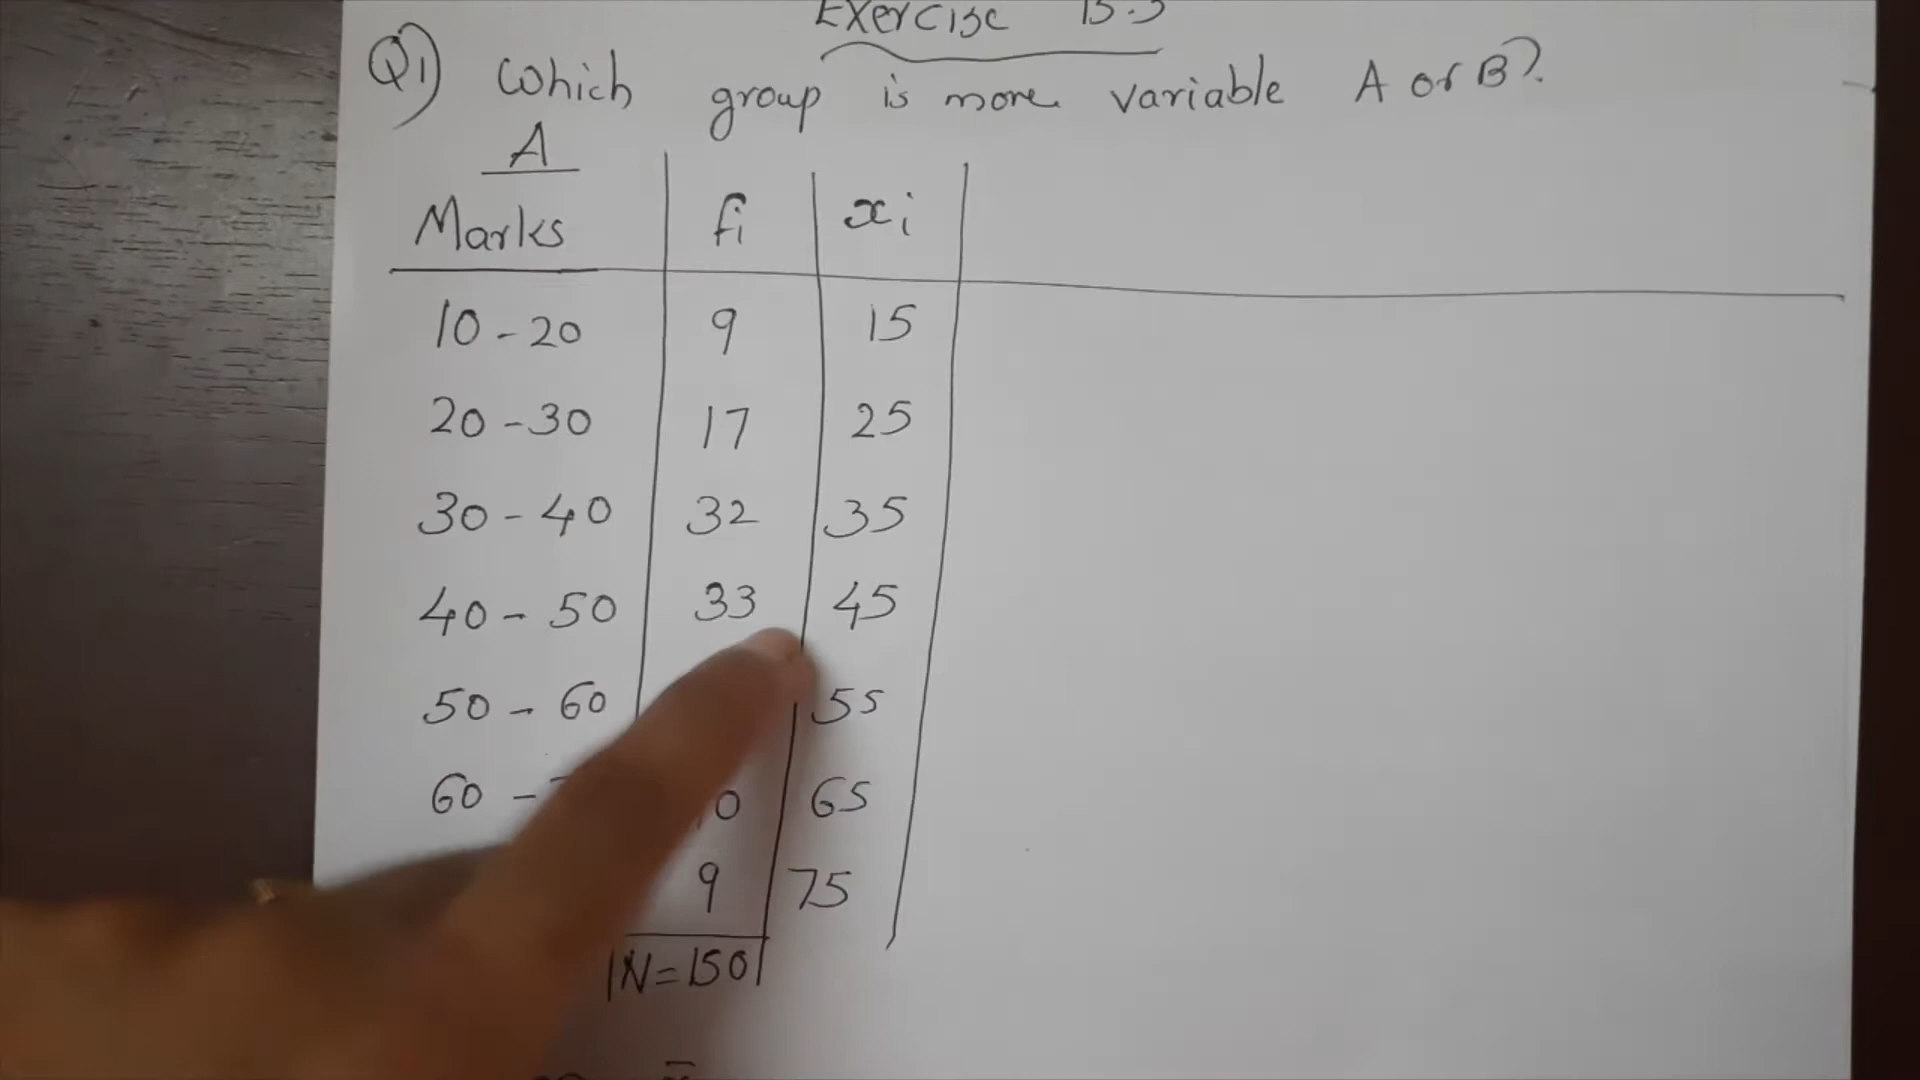 Exercise 15.3
Q1) Which group is more variable A or B?
A
Marks fi xi
10-20 9 15
20-30 17 25
30-40 32 35
40-50 33 45
50-60 55
60- 65
9 75
N=150